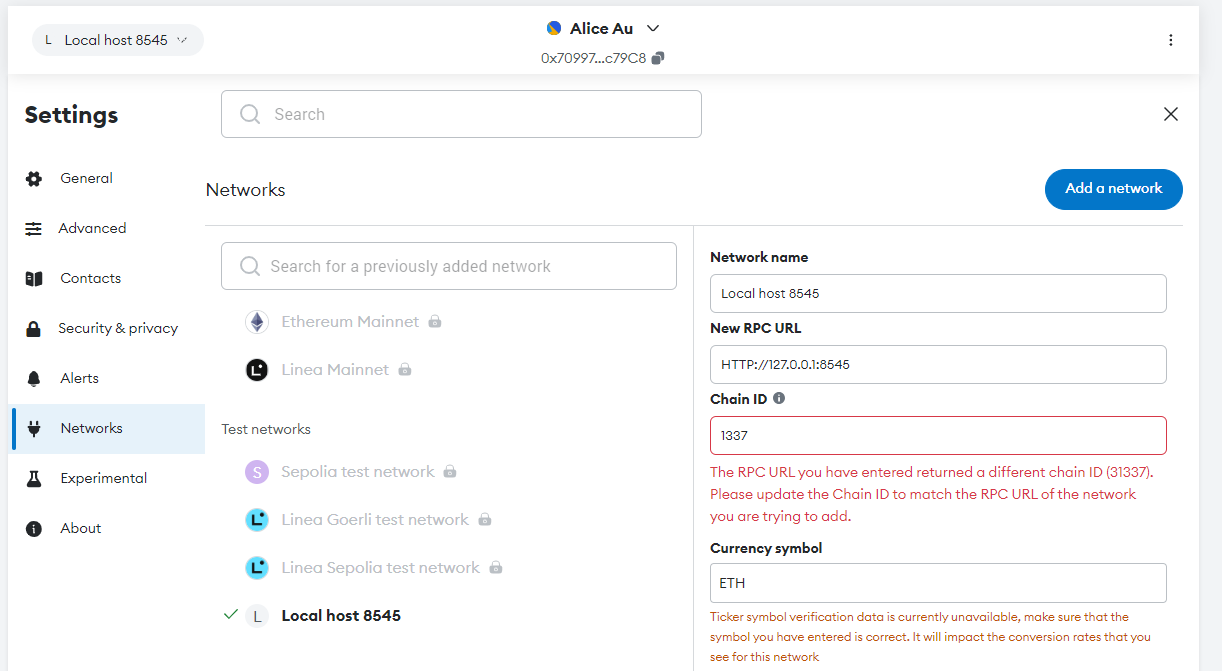 L Local host 8545
Alice Au
0x70997...c79C8
Settings
Search
General
Advanced
Contacts
Security & privacy
Alerts
Networks
Experimental
About
Networks
Add a network
Search for a previously added network
Ethereum Mainnet
L Linea Mainnet
Test networks
S Sepolia test network
L Linea Goerli test network
L Linea Sepolia test network
L Local host 8545
Network name
Local host 8545
New RPC URL
HTTP://127.0.0.1:8545
Chain ID
1337
The RPC URL you have entered returned a different chain ID (31337).
Please update the Chain ID to match the RPC URL of the network
you are trying to add.
Currency symbol
ETH
Ticker symbol verification data is currently unavailable, make sure that the
symbol you have entered is correct. It will impact the conversion rates that you
see for this network